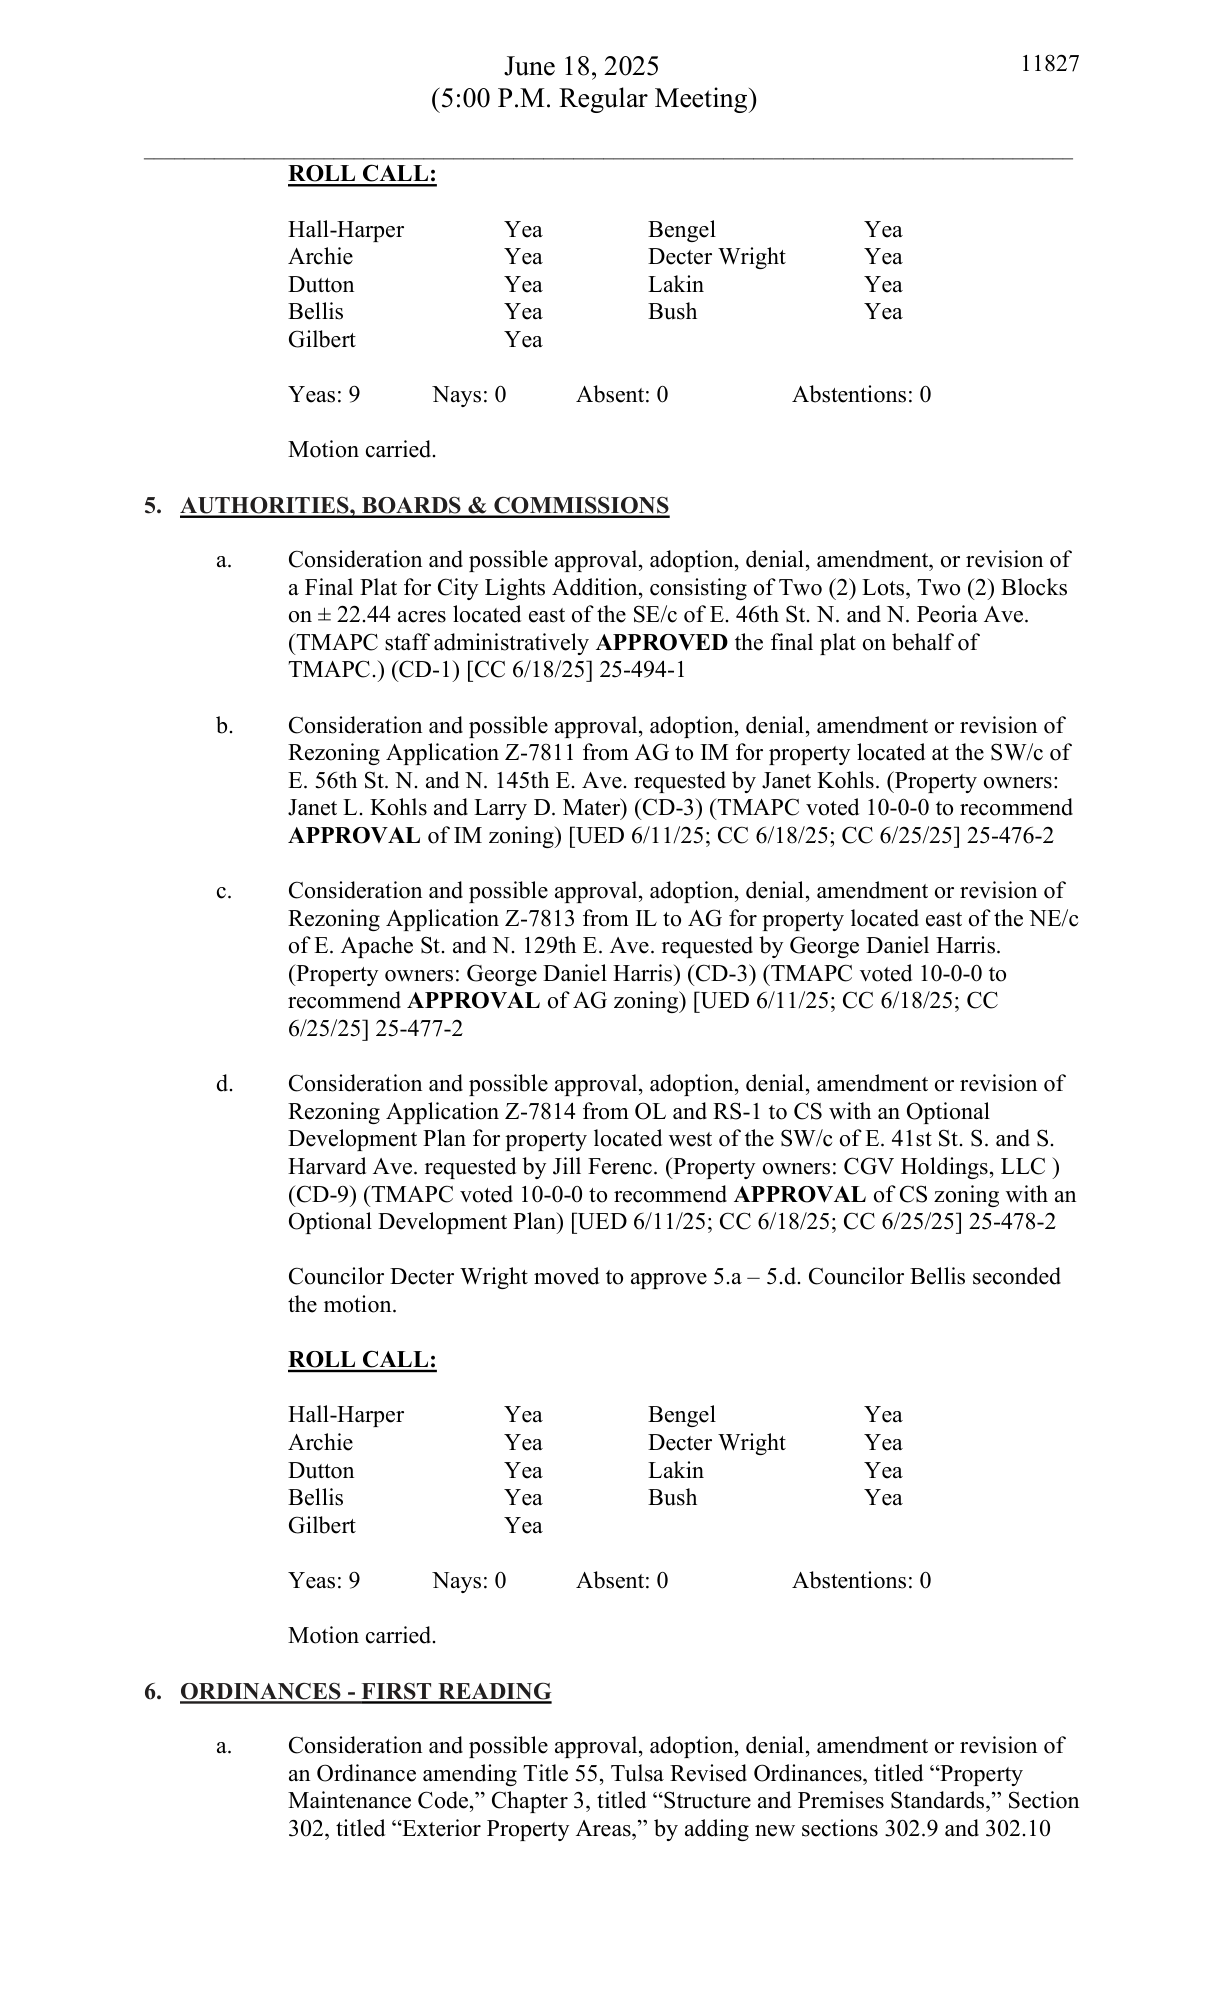 June 18, 2025 11827
(5:00 P.M. Regular Meeting)
ROLL CALL:
Hall-Harper Yea Bengel Yea
Archie Yea Decter Wright Yea
Dutton Yea Lakin Yea
Bellis Yea Bush Yea
Gilbert Yea
Yeas: 9 Nays: 0 Absent: 0 Abstentions: 0
Motion carried.
5. AUTHORITIES, BOARDS & COMMISSIONS
a. Consideration and possible approval, adoption, denial, amendment, or revision of
a Final Plat for City Lights Addition, consisting of Two (2) Lots, Two (2) Blocks
on ± 22.44 acres located east of the SE/c of E. 46th St. N. and N. Peoria Ave.
(TMAPC staff administratively APPROVED the final plat on behalf of
TMAPC.) (CD-1) [CC 6/18/25] 25-494-1
b. Consideration and possible approval, adoption, denial, amendment or revision of
Rezoning Application Z-7811 from AG to IM for property located at the SW/c of
E. 56th St. N. and N. 145th E. Ave. requested by Janet Kohls. (Property owners:
Janet L. Kohls and Larry D. Mater) (CD-3) (TMAPC voted 10-0-0 to recommend
APPROVAL of IM zoning) [UED 6/11/25; CC 6/18/25; CC 6/25/25] 25-476-2
c. Consideration and possible approval, adoption, denial, amendment or revision of
Rezoning Application Z-7813 from IL to AG for property located east of the NE/c
of E. Apache St. and N. 129th E. Ave. requested by George Daniel Harris.
(Property owners: George Daniel Harris) (CD-3) (TMAPC voted 10-0-0 to
recommend APPROVAL of AG zoning) [UED 6/11/25; CC 6/18/25; CC
6/25/25] 25-477-2
d. Consideration and possible approval, adoption, denial, amendment or revision of
Rezoning Application Z-7814 from OL and RS-1 to CS with an Optional
Development Plan for property located west of the SW/c of E. 41st St. S. and S.
Harvard Ave. requested by Jill Ferenc. (Property owners: CGV Holdings, LLC )
(CD-9) (TMAPC voted 10-0-0 to recommend APPROVAL of CS zoning with an
Optional Development Plan) [UED 6/11/25; CC 6/18/25; CC 6/25/25] 25-478-2
Councilor Decter Wright moved to approve 5.a – 5.d. Councilor Bellis seconded
the motion.
ROLL CALL:
Hall-Harper Yea Bengel Yea
Archie Yea Decter Wright Yea
Dutton Yea Lakin Yea
Bellis Yea Bush Yea
Gilbert Yea
Yeas: 9 Nays: 0 Absent: 0 Abstentions: 0
Motion carried.
6. ORDINANCES - FIRST READING
a. Consideration and possible approval, adoption, denial, amendment or revision of
an Ordinance amending Title 55, Tulsa Revised Ordinances, titled “Property
Maintenance Code,” Chapter 3, titled “Structure and Premises Standards,” Section
302, titled “Exterior Property Areas,” by adding new sections 302.9 and 302.10